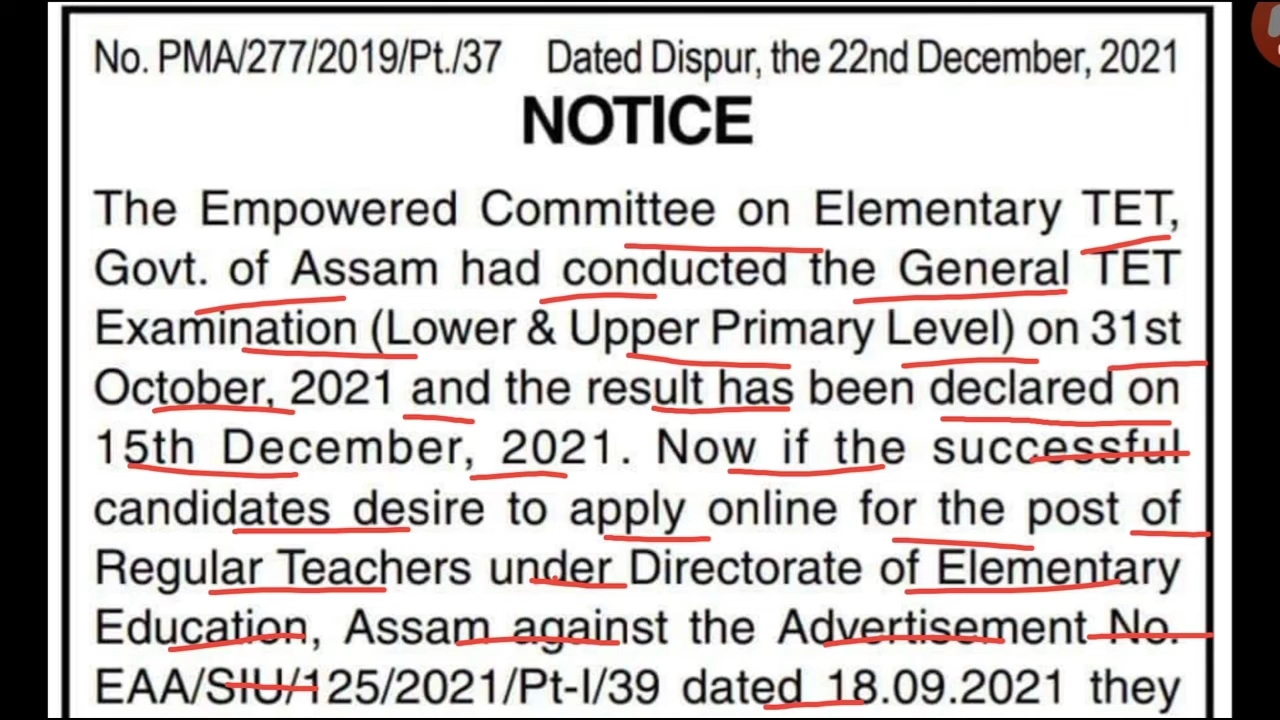 No. PMA/277/2019/Pt./37 Dated Dispur, the 22nd December, 2021
NOTICE
The Empowered Committee on Elementary TET,
Govt. of Assam had conducted the General TET
Examination (Lower & Upper Primary Level) on 31st
October, 2021 and the result has been declared on
15th December, 2021. Now if the successful
candidates desire to apply online for the post of
Regular Teachers under Directorate of Elementary
Education, Assam against the Advertisement No.
EAA/SIU/125/2021/Pt-I/39 dated 18.09.2021 they